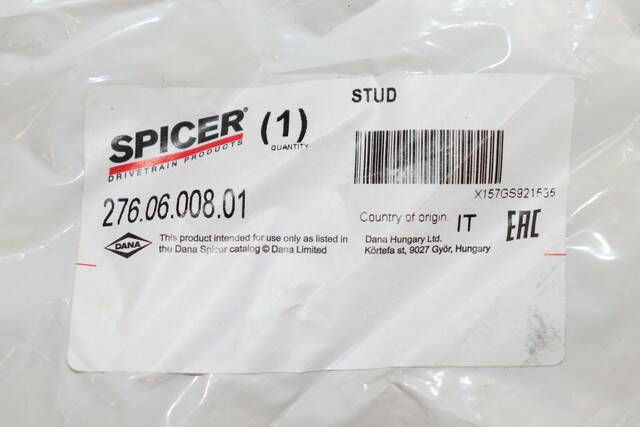 SPICER®
DRIVETRAIN PRODUCTS
(1)
QUANTITY
276.06.008.01
DANA
This product intended for use only as listed in
the Dana Spicer catalog © Dana Limited
STUD
X157GS921535
Country of origin IT
EAC
Dana Hungary Ltd.
Körtefa st, 9027 Győr, Hungary